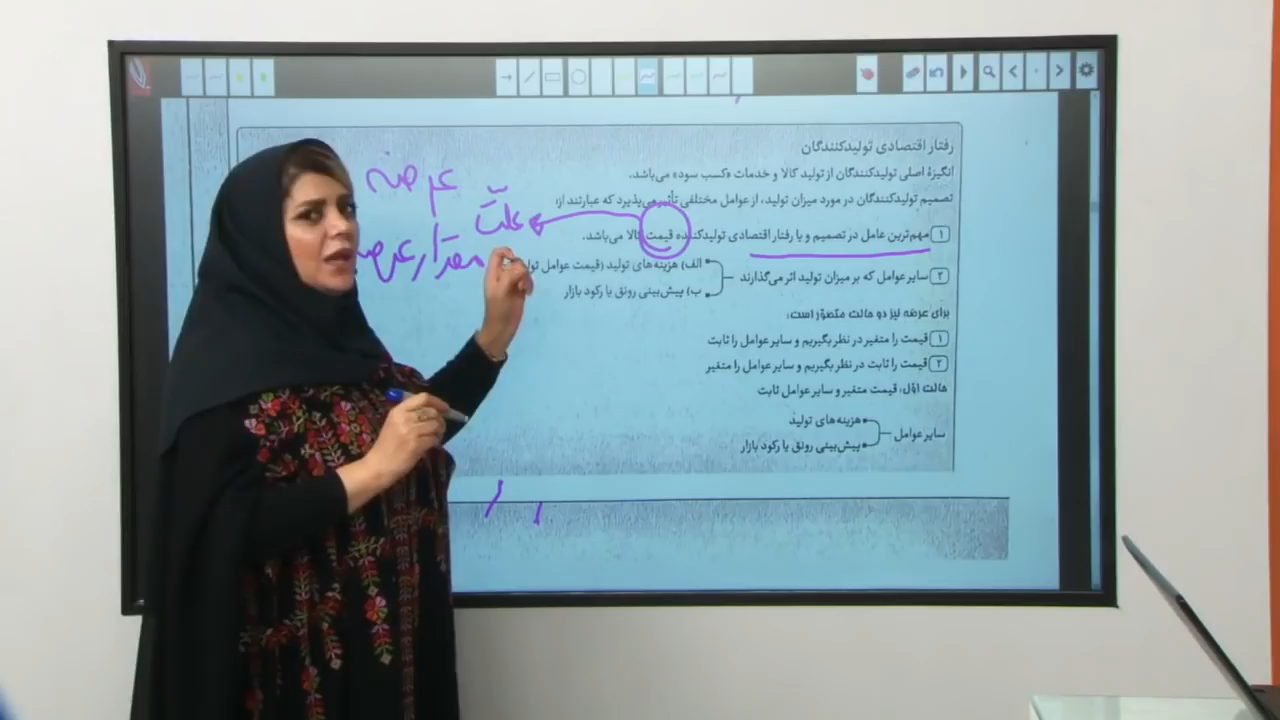 رفتار اقتصادی تولیدکنندگان
انگیزهٔ اصلی تولیدکنندگان از تولید کالا و خدمات «کسب سود» می‌باشد.
تصمیم تولیدکنندگان در مورد میزان تولید، از عوامل مختلفی تأثیر می‌پذیرد که عبارتند از:
۱ مهم‌ترین عامل در تصمیم و یا رفتار اقتصادی تولیدکننده قیمت کالا می‌باشد.
۲ سایر عوامل که بر میزان تولید اثر می‌گذارند
الف) هزینه‌های تولید (قیمت عوامل
ب) پیش‌بینی رونق یا رکود بازار
برای عرضه نیز دو حالت متصوّر است:
۱ قیمت را متغیر در نظر بگیریم و سایر عوامل را ثابت
۲ قیمت را ثابت در نظر بگیریم و سایر عوامل را متغیر
حالت اوّل: قیمت متغیر و سایر عوامل ثابت
سایر عوامل
هزینه‌های تولید
پیش‌بینی رونق یا رکود بازار
عرضه
علّت
مقدار